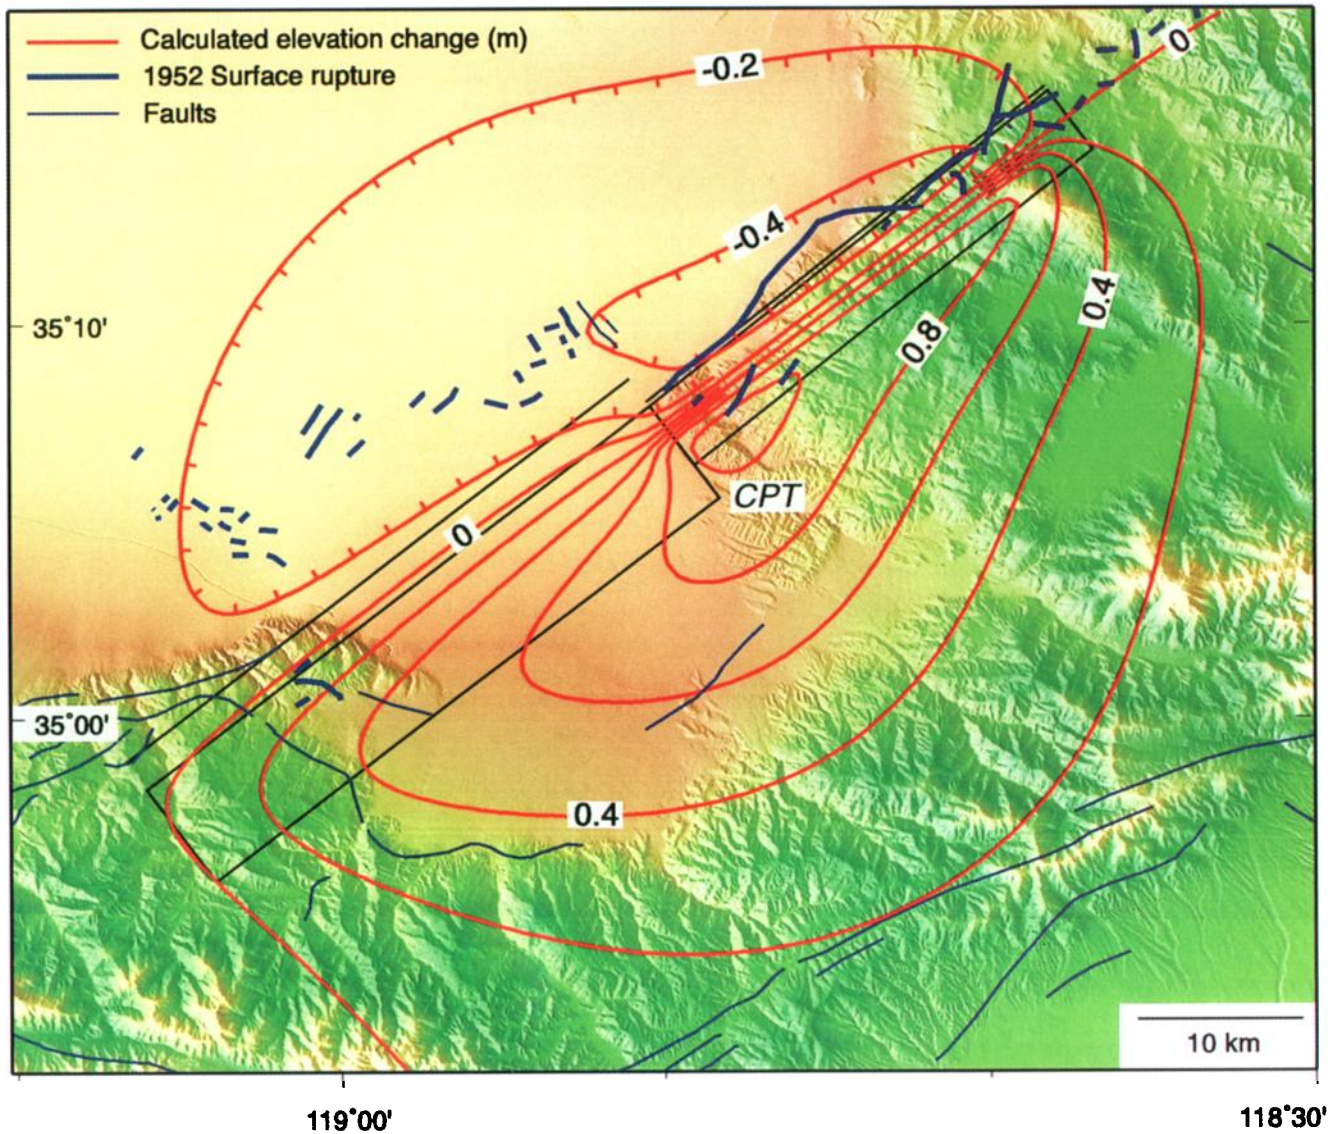 Calculated elevation change (m)
1952 Surface rupture
Faults
0
-0.2
-0.4
0.4
35°10'
0.8
CPT
0
35°00'
0.4
10 km
119°00'
118°30'